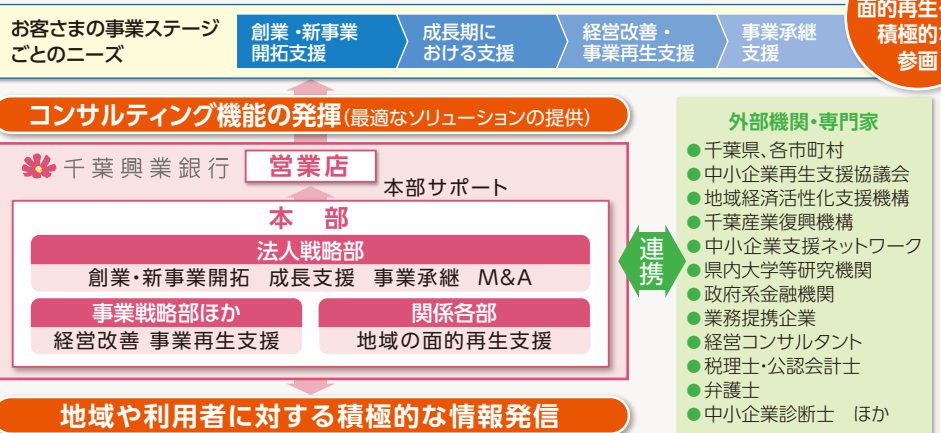 お客さまの事業ステージ
ごとのニーズ
創業・新事業
開拓支援
成長期に
おける支援
経営改善・
事業再生支援
事業承継
支援
面的再生
積極的
参画
コンサルティング機能の発揮(最適なソリューションの提供)
千葉興業銀行
営業店
本部サポート
本 部
法人戦略部
創業・新事業開拓 成長支援 事業承継 M&A
事業戦略部ほか
経営改善 事業再生支援
関係各部
地域の面的再生支援
地域や利用者に対する積極的な情報発信
連携
外部機関・専門家
●千葉県、各市町村
●中小企業再生支援協議会
●地域経済活性化支援機構
●千葉産業復興機構
●中小企業支援ネットワーク
●県内大学等研究機関
●政府系金融機関
●業務提携企業
●経営コンサルタント
●税理士・公認会計士
●弁護士
●中小企業診断士 ほか